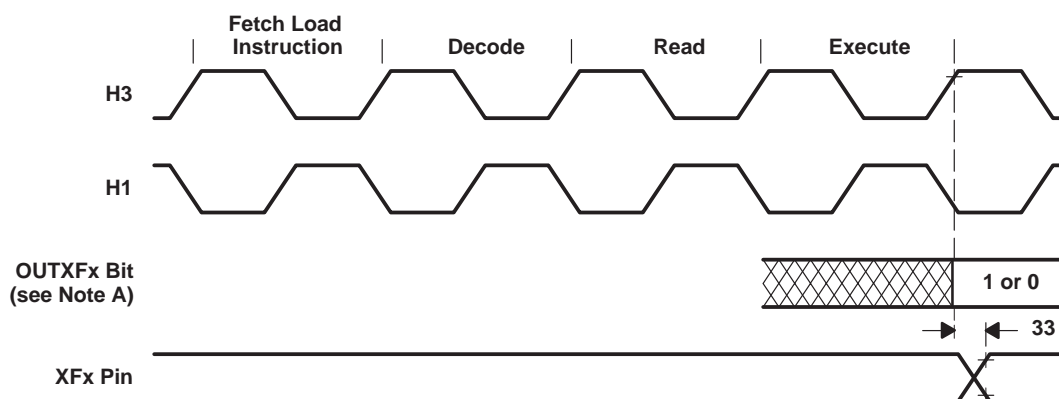 Fetch Load
Instruction
Decode
Read
Execute
H3
H1
OUTXFx Bit
(see Note A)
1 or 0
33
XFx Pin